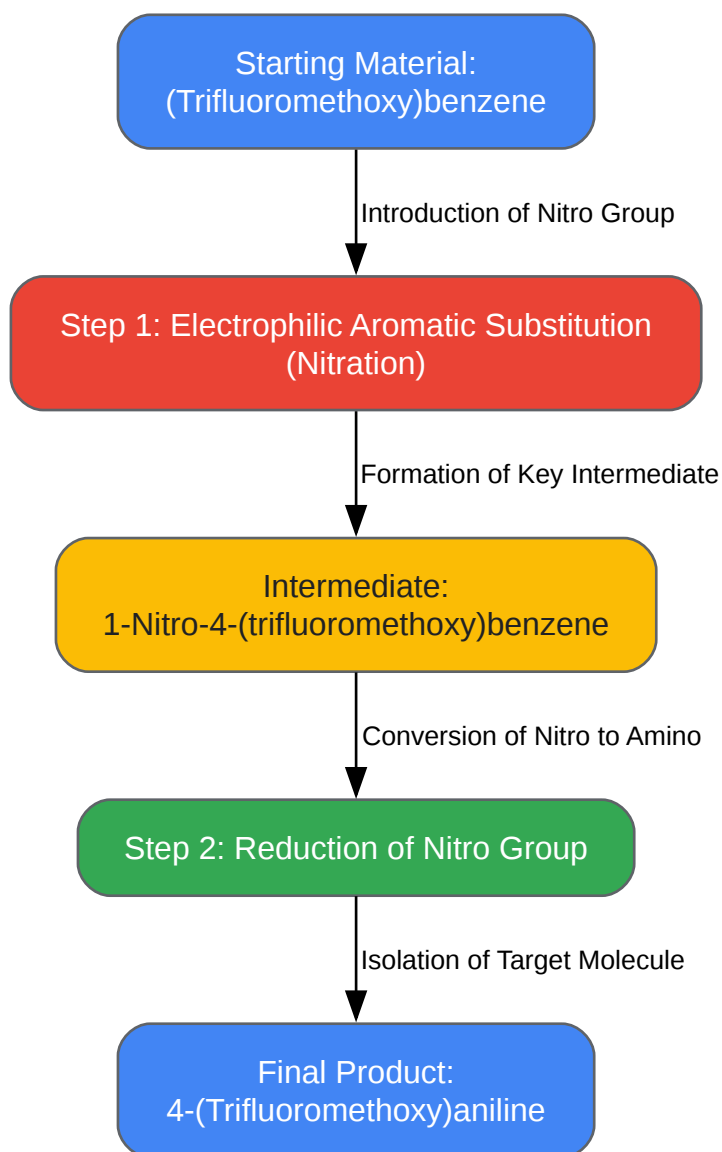 Starting Material:
(Trifluoromethoxy)benzene
Introduction of Nitro Group
Step 1: Electrophilic Aromatic Substitution
(Nitration)
Formation of Key Intermediate
Intermediate:
1-Nitro-4-(trifluoromethoxy)benzene
Conversion of Nitro to Amino
Step 2: Reduction of Nitro Group
Isolation of Target Molecule
Final Product:
4-(Trifluoromethoxy)aniline